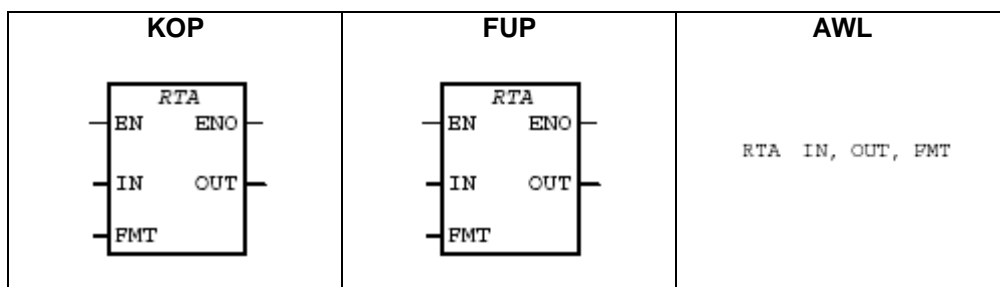 KOP FUP AWL
RTA RTA
EN ENO EN ENO
RTA IN, OUT, FMT
IN OUT IN OUT
FMT FMT